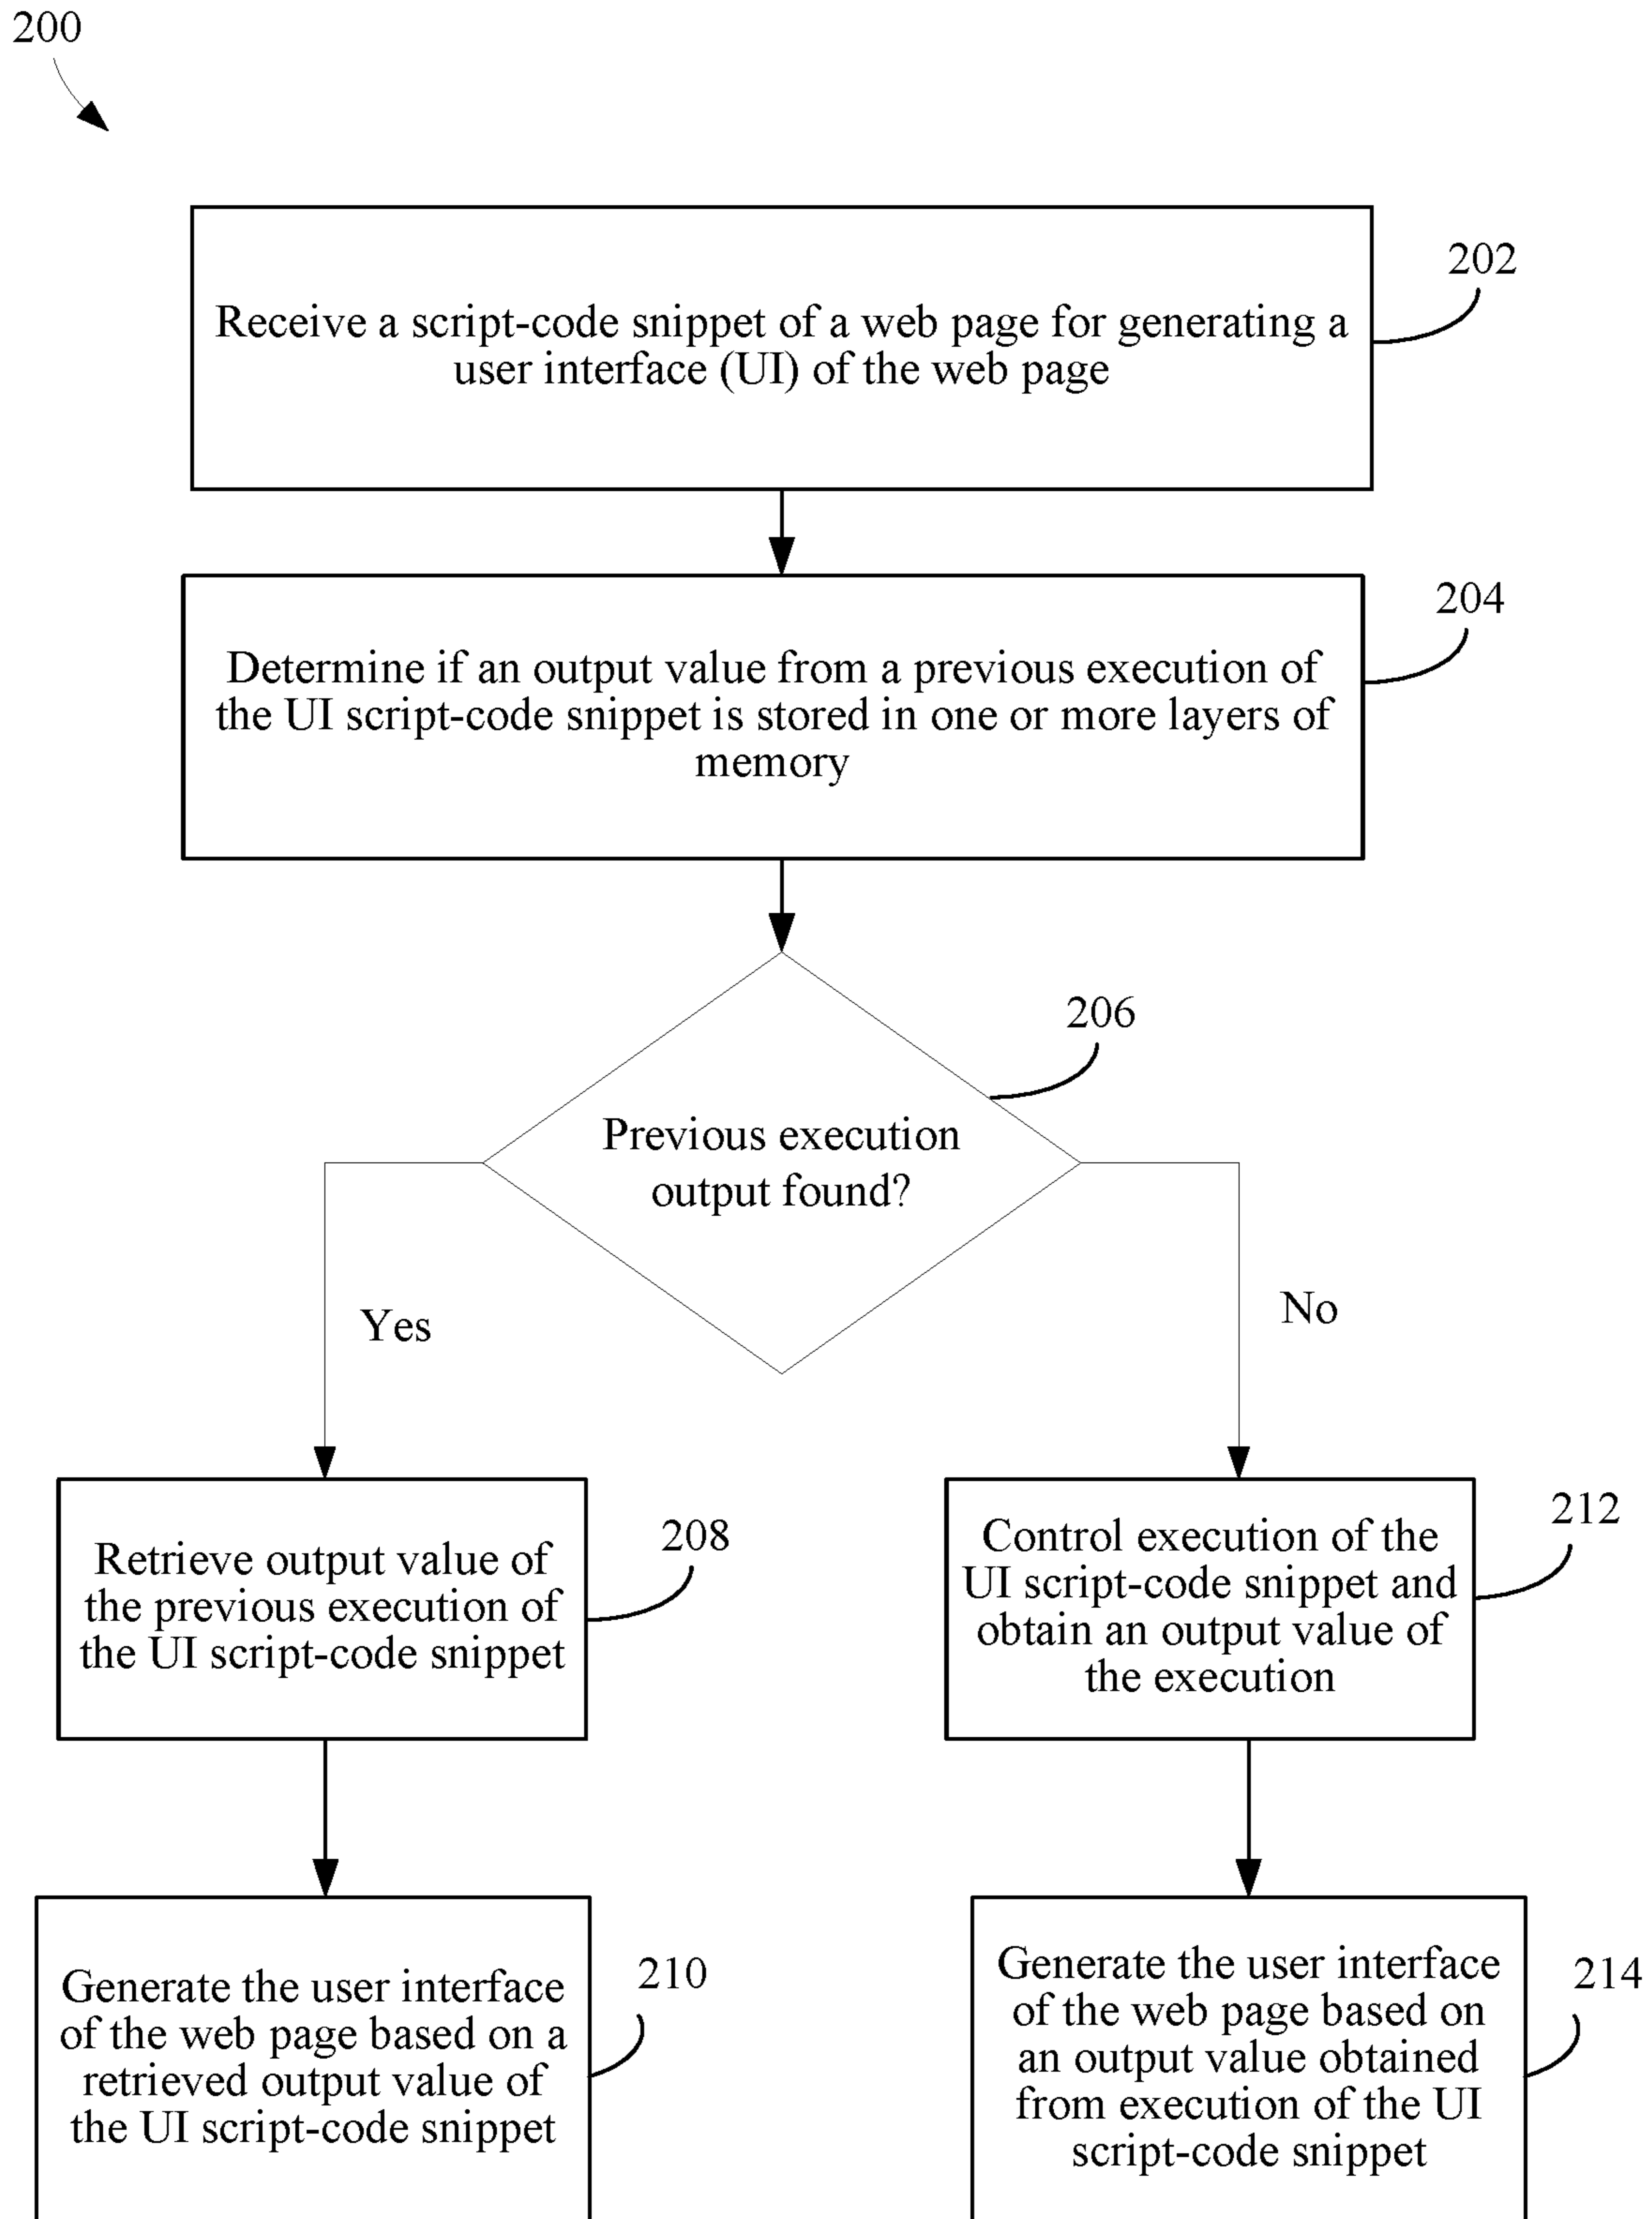 200
202
Receive a script-code snippet of a web page for generating a
user interface (UI) of the web page
204
Determine if an output value from a previous execution of
the UI script-code snippet is stored in one or more layers of
memory
206
Previous execution
output found?
Yes
No
208
Retrieve output value of
the previous execution of
the UI script-code snippet
212
Control execution of the
UI script-code snippet and
obtain an output value of
the execution
210
Generate the user interface
of the web page based on a
retrieved output value of
the UI script-code snippet
214
Generate the user interface
of the web page based on
an output value obtained
from execution of the UI
script-code snippet